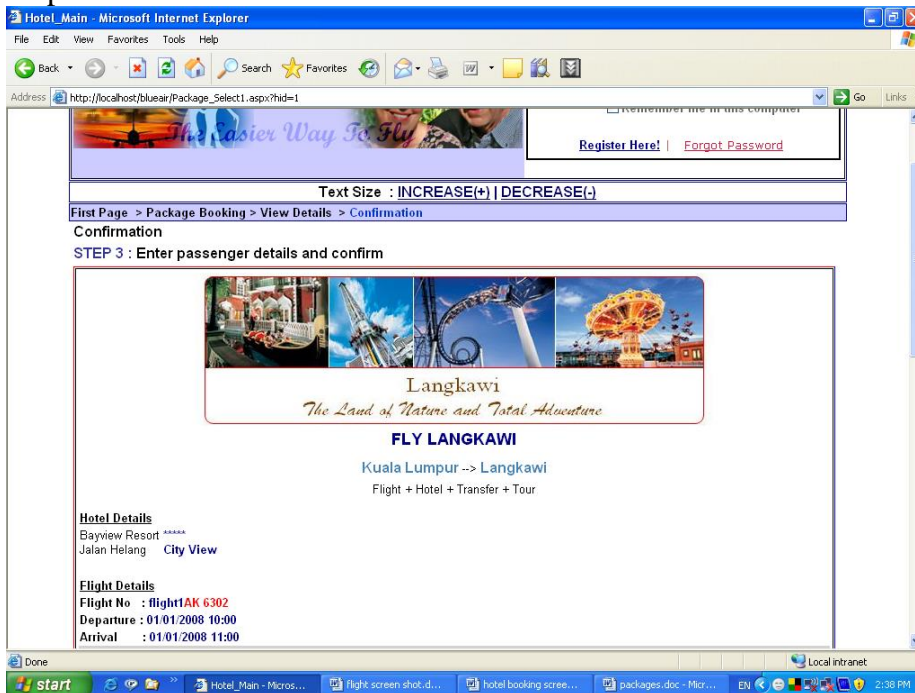 Hotel_Main - Microsoft Internet Explorer
File Edit View Favorites Tools Help
Back Search Favorites
Address http://localhost/blueair/Package_Select1.aspx?hid=1 Go Links
The Easier Way To Fly
Remember me in this computer
Register Here! | Forgot Password
Text Size : INCREASE(+) | DECREASE(-)
First Page > Package Booking > View Details > Confirmation
Confirmation
STEP 3 : Enter passenger details and confirm
Langkawi
The Land of Nature and Total Adventure
FLY LANGKAWI
Kuala Lumpur --> Langkawi
Flight + Hotel + Transfer + Tour
Hotel Details
Bayview Resort *****
Jalan Helang City View
Flight Details
Flight No : flight1AK 6302
Departure : 01/01/2008 10:00
Arrival : 01/01/2008 11:00
Done Local intranet
start Hotel_Main - Micros... flight screen shot.d... hotel booking scree... packages.doc - Micr... EN 2:38 PM